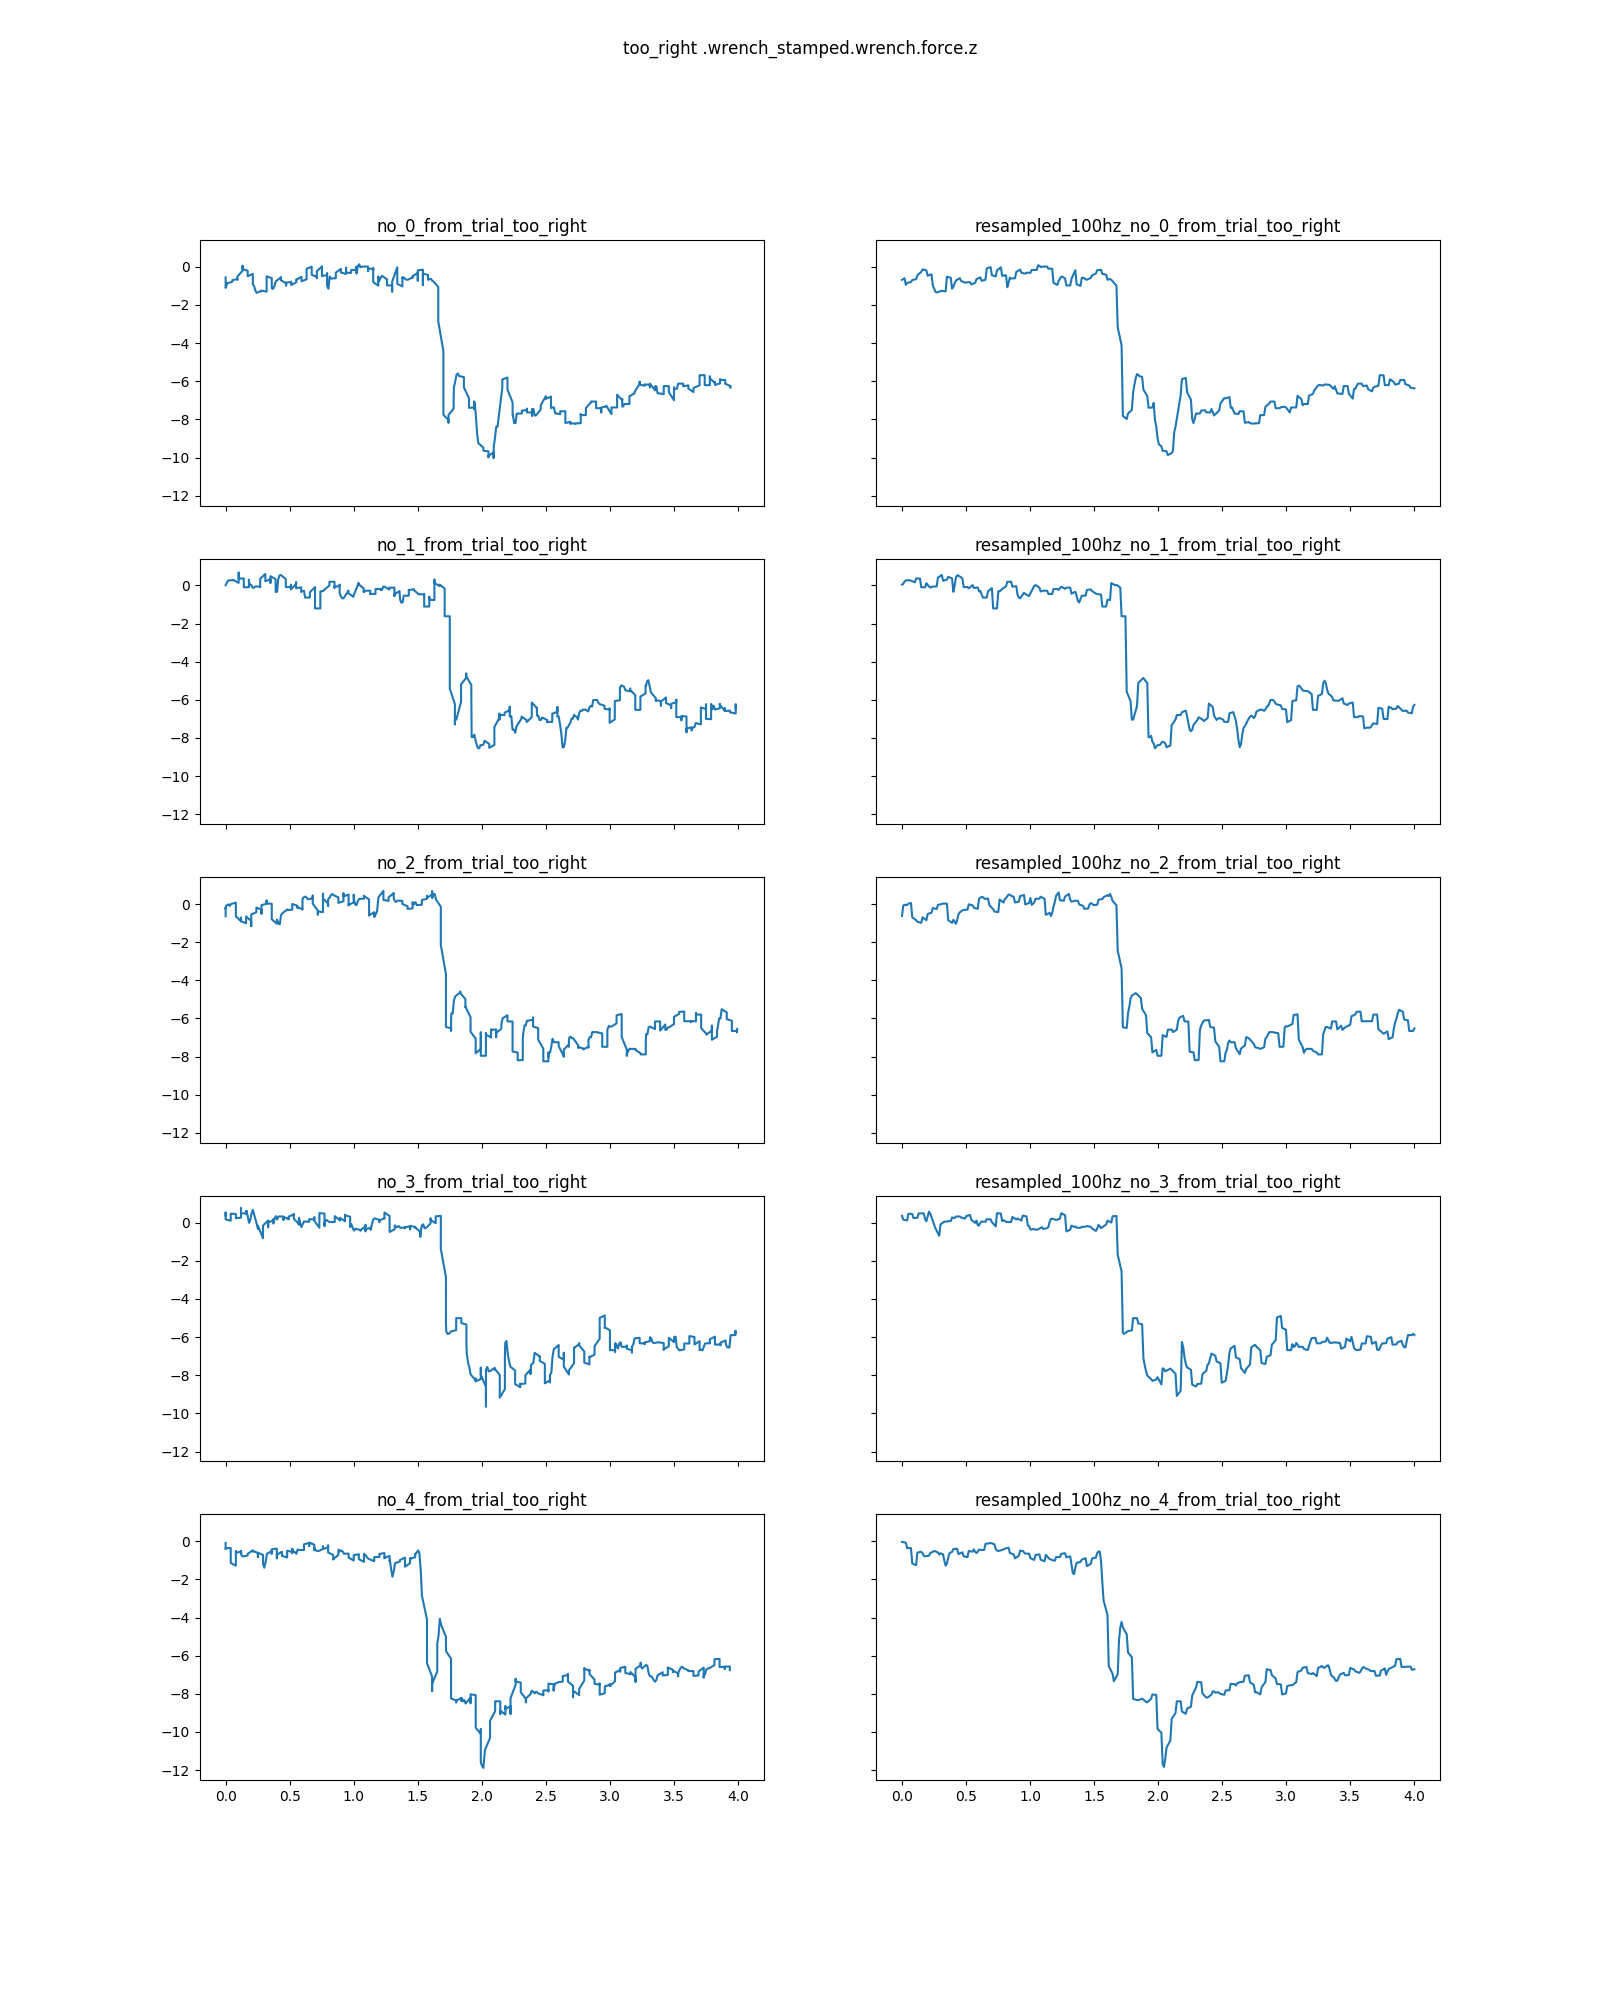 too_right .wrench_stamped.wrench.force.z
no_0_from_trial_too_right
resampled_100hz_no_0_from_trial_too_right
0
−2
−4
−6
−8
−10
−12
no_1_from_trial_too_right
resampled_100hz_no_1_from_trial_too_right
0
−2
−4
−6
−8
−10
−12
no_2_from_trial_too_right
resampled_100hz_no_2_from_trial_too_right
0
−2
−4
−6
−8
−10
−12
no_3_from_trial_too_right
resampled_100hz_no_3_from_trial_too_right
0
−2
−4
−6
−8
−10
−12
no_4_from_trial_too_right
resampled_100hz_no_4_from_trial_too_right
0
−2
−4
−6
−8
−10
−12
0.0 0.5 1.0 1.5 2.0 2.5 3.0 3.5 4.0
0.0 0.5 1.0 1.5 2.0 2.5 3.0 3.5 4.0